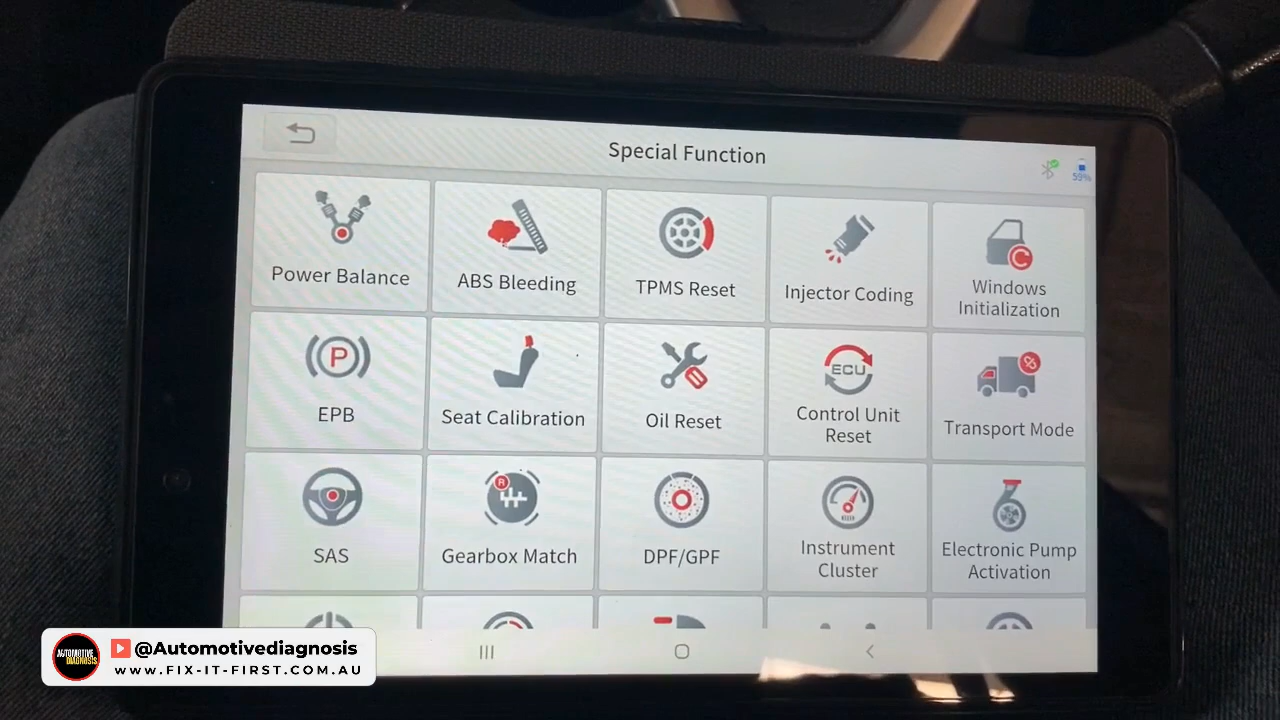 Special Function
59%
Power Balance
ABS Bleeding
TPMS Reset
Injector Coding
Windows
Initialization
P
EPB
Seat Calibration
Oil Reset
ECU
Control Unit
Reset
%
Transport Mode
SAS
R
Gearbox Match
DPF/GPF
Instrument
Cluster
Electronic Pump
Activation
AUTOMOTIVE
DIAGNOSIS
@Automotivediagnosis
WWW.FIX-IT-FIRST.COM.AU